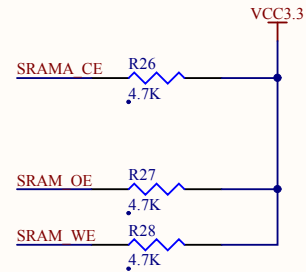 VCC3.3
SRAMA_CE
R26
4.7K
SRAM_OE
R27
4.7K
SRAM_WE
R28
4.7K